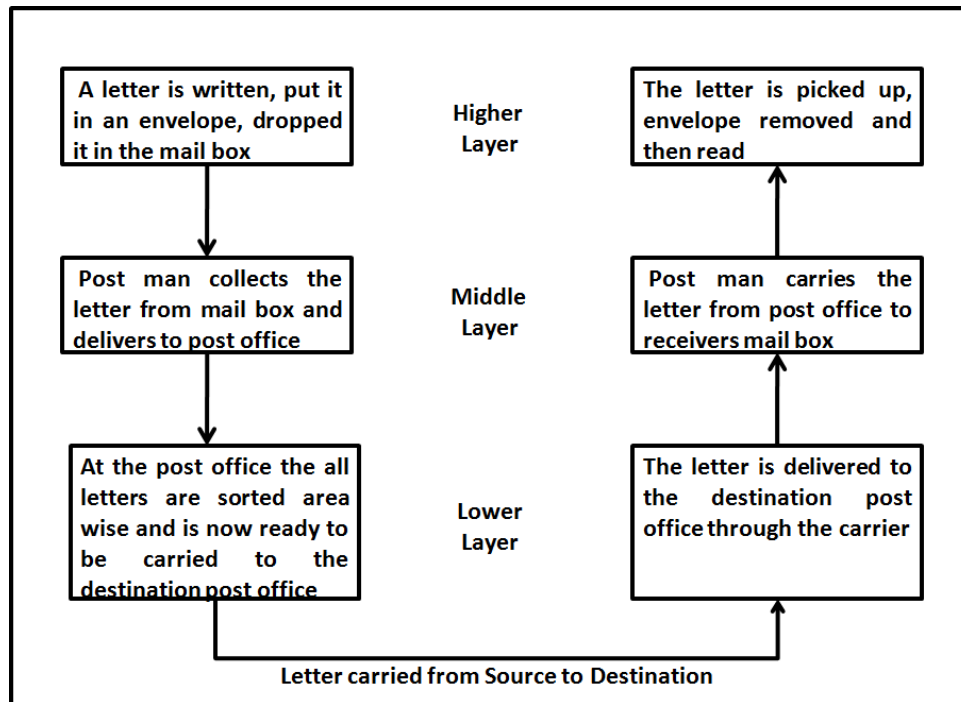 A letter is written, put it
in an envelope, dropped
it in the mail box
Higher
Layer
The letter is picked up,
envelope removed and
then read
Post man collects the
letter from mail box and
delivers to post office
Middle
Layer
Post man carries the
letter from post office to
receivers mail box
At the post office the all
letters are sorted area
wise and is now ready to
be carried to the
destination post office
Lower
Layer
The letter is delivered to
the destination post
office through the carrier
Letter carried from Source to Destination